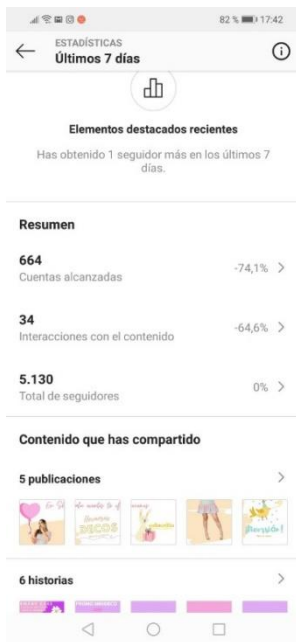 82 % 17:42
ESTADÍSTICAS
Últimos 7 días
Elementos destacados recientes
Has obtenido 1 seguidor más en los últimos 7
días.
Resumen
664
-74,1%
Cuentas alcanzadas
34
-64,6%
Interacciones con el contenido
5.130
0%
Total de seguidores
Contenido que has compartido
5 publicaciones
6 historias